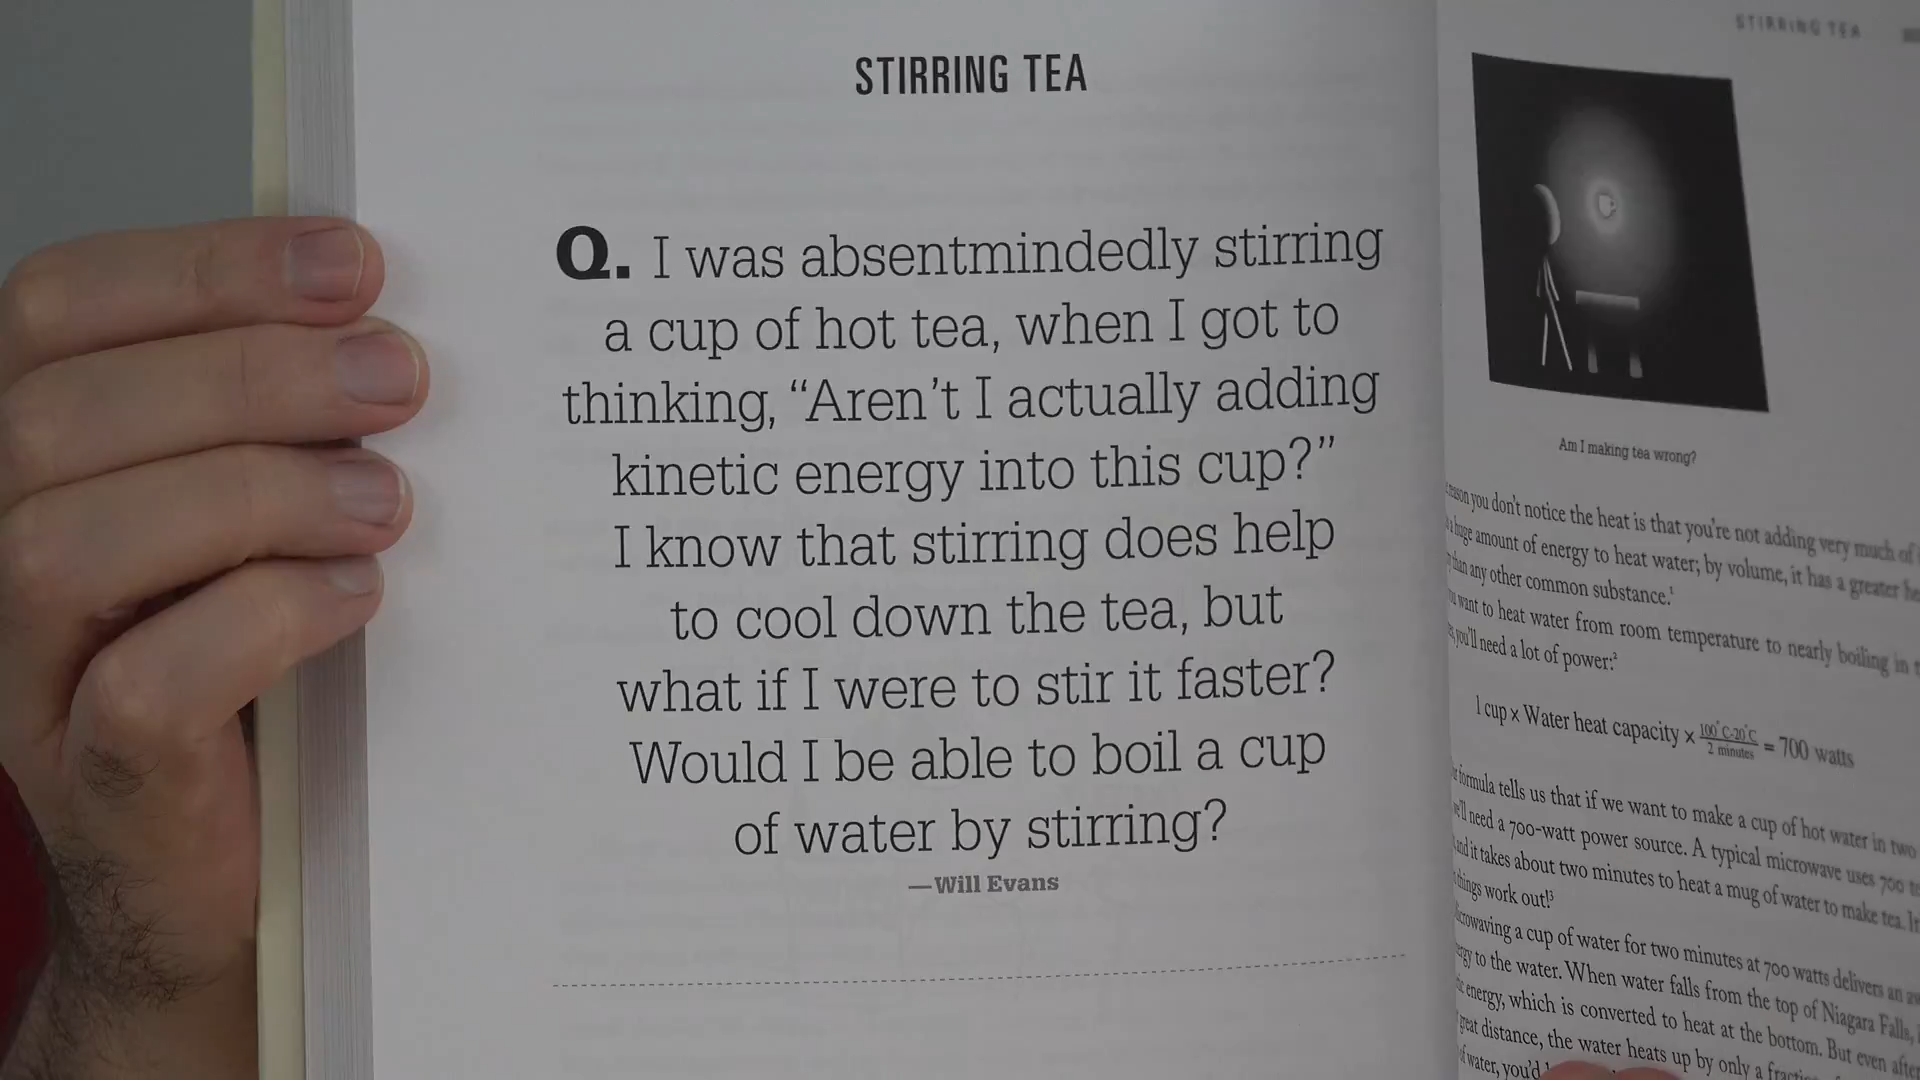 STIRRING TEA
Q. I was absentmindedly stirring
a cup of hot tea, when I got to
thinking, “Aren’t I actually adding
kinetic energy into this cup?”
I know that stirring does help
to cool down the tea, but
what if I were to stir it faster?
Would I be able to boil a cup
of water by stirring?
—Will Evans
STIRRING TEA
Am I making tea wrong?
you don’t notice the heat is that you’re not adding very much of
huge amount of energy to heat water; by volume, it has a greater
than any other common substance.¹
want to heat water from room temperature to nearly boiling in
you’ll need a lot of power:²
1 cup × Water heat capacity × 100°C-20°C / 2 minutes = 700 watts
formula tells us that if we want to make a cup of hot water in two
need a 700-watt power source. A typical microwave uses 700
and it takes about two minutes to heat a mug of water to make tea.
things work out!³
a cup of water for two minutes at 700 watts delivers an
to the water. When water falls from the top of Niagara Falls,
energy, which is converted to heat at the bottom. But even after
great distance, the water heats up by only a
of water, you’d